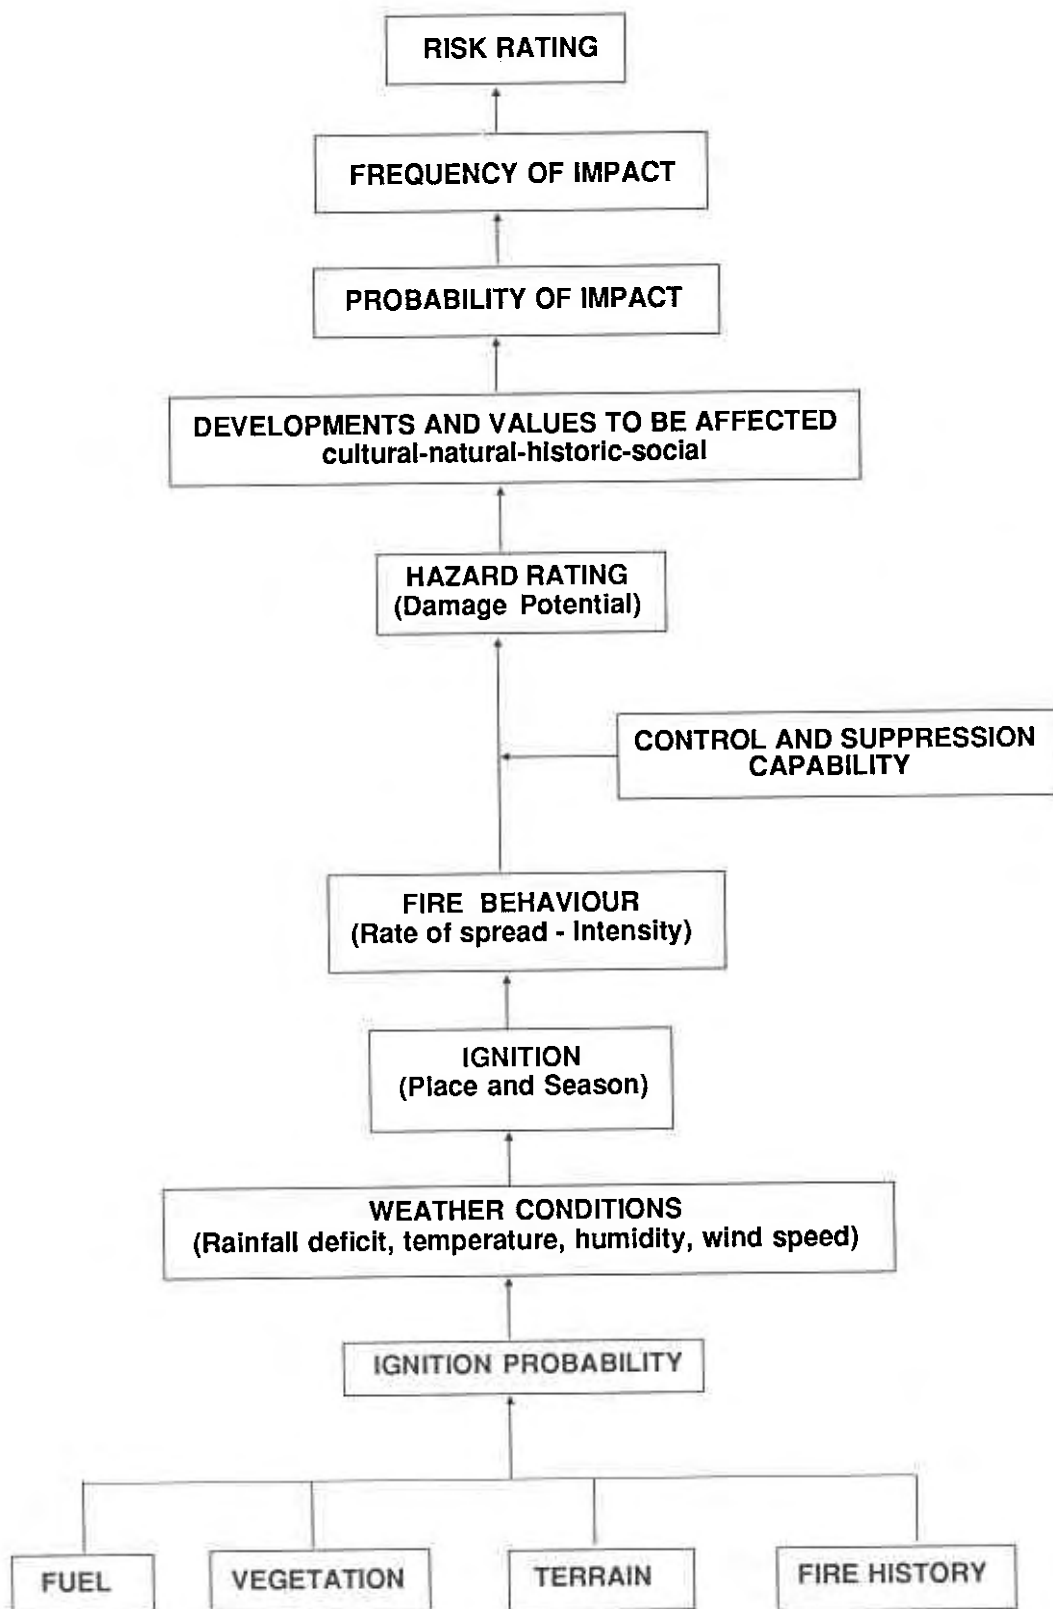 RISK RATING
FREQUENCY OF IMPACT
PROBABILITY OF IMPACT
DEVELOPMENTS AND VALUES TO BE AFFECTED
cultural-natural-historic-social
HAZARD RATING
(Damage Potential)
CONTROL AND SUPPRESSION
CAPABILITY
FIRE BEHAVIOUR
(Rate of spread - Intensity)
IGNITION
(Place and Season)
WEATHER CONDITIONS
(Rainfall deficit, temperature, humidity, wind speed)
IGNITION PROBABILITY
FUEL
VEGETATION
TERRAIN
FIRE HISTORY